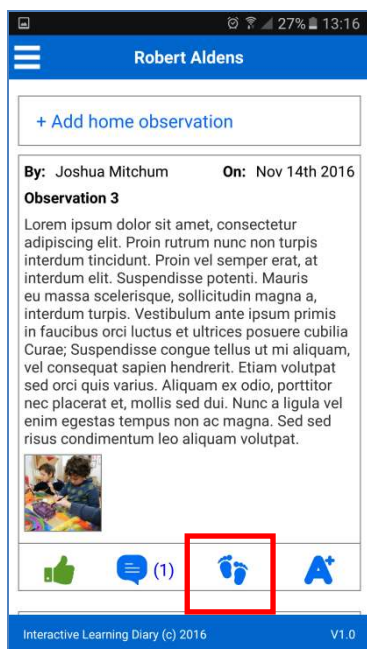 27% 13:16
Robert Aldens
+ Add home observation
By: Joshua Mitchum On: Nov 14th 2016
Observation 3
Lorem ipsum dolor sit amet, consectetur
adipiscing elit. Proin rutrum nunc non turpis
interdum tincidunt. Proin vel semper erat, at
interdum elit. Suspendisse potenti. Mauris
eu massa scelerisque, sollicitudin magna a,
interdum turpis. Vestibulum ante ipsum primis
in faucibus orci luctus et ultrices posuere cubilia
Curae; Suspendisse congue tellus ut mi aliquam,
vel consequat sapien hendrerit. Etiam volutpat
sed orci quis varius. Aliquam ex odio, porttitor
nec placerat et, mollis sed dui. Nunc a ligula vel
enim egestas tempus non ac magna. Sed sed
risus condimentum leo aliquam volutpat.
(1) A+
Interactive Learning Diary (c) 2016 V1.0